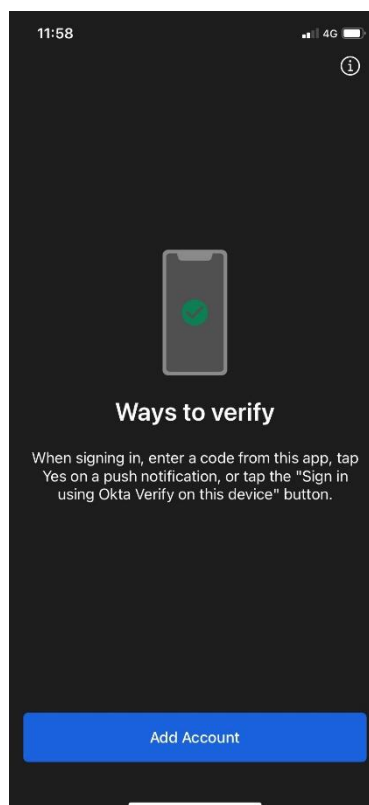 11:58
4G
Ways to verify
When signing in, enter a code from this app, tap
Yes on a push notification, or tap the "Sign in
using Okta Verify on this device" button.
Add Account